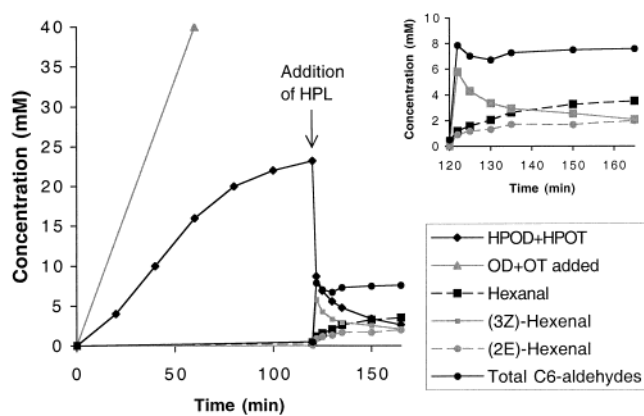 Concentration (mM)
40
35
30
25
20
15
10
5
0
0
50
100
150
Time (min)
Addition
of HPL
Concentration (mM)
10
8
6
4
2
0
120
130
140
150
160
Time (min)
HPOD+HPOT
OD+OT added
Hexanal
(3Z)-Hexenal
(2E)-Hexenal
Total C6-aldehydes